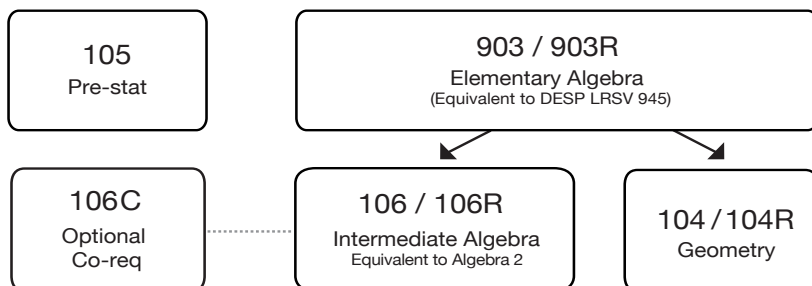 105
Pre-stat
903 / 903R
Elementary Algebra
(Equivalent to DESP LRSV 945)
106C
Optional
Co-req
106 / 106R
Intermediate Algebra
Equivalent to Algebra 2
104 / 104R
Geometry